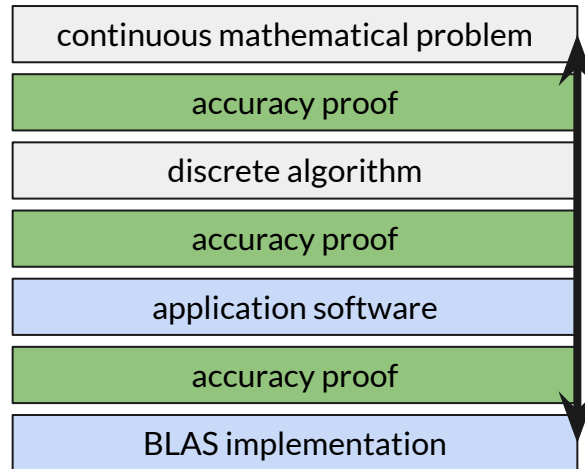 continuous mathematical problem
accuracy proof
discrete algorithm
accuracy proof
application software
accuracy proof
BLAS implementation